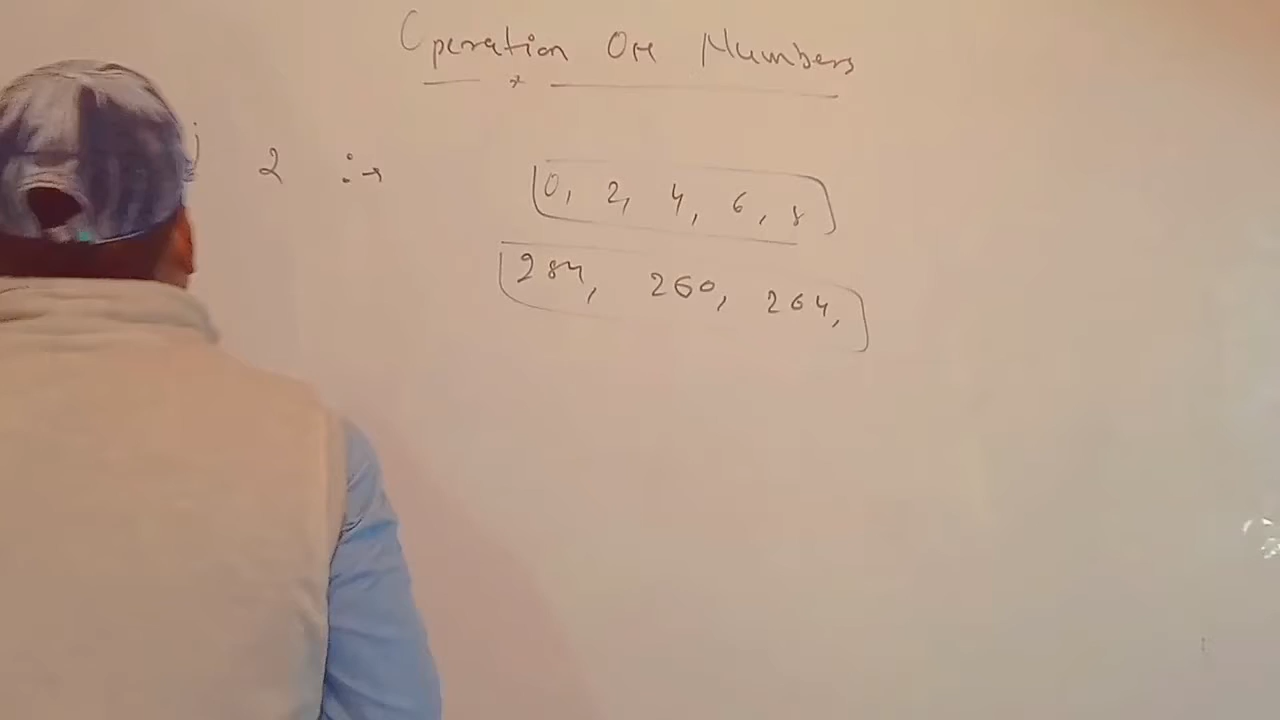 Operation On Numbers
2 :→ 0, 2, 4, 6, 8
284, 260, 264,